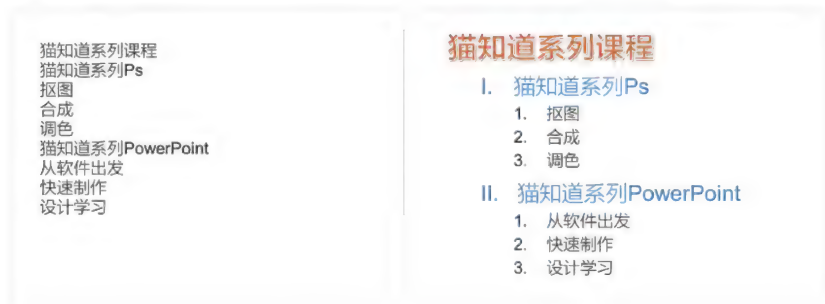 猫知道系列课程
猫知道系列Ps
抠图
合成
调色
猫知道系列PowerPoint
从软件出发
快速制作
设计学习
猫知道系列课程
I. 猫知道系列Ps
1. 抠图
2. 合成
3. 调色
II. 猫知道系列PowerPoint
1. 从软件出发
2. 快速制作
3. 设计学习